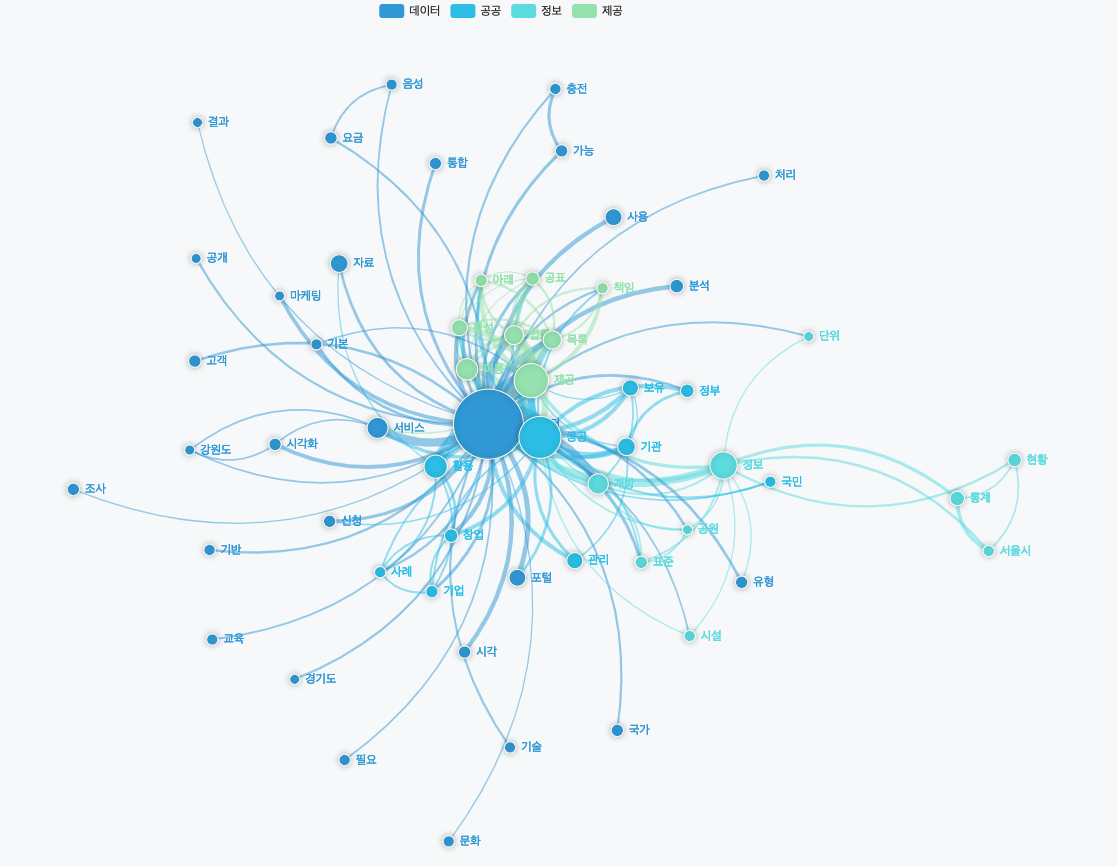 데이터
공공
정보
제공
음성
충전
결과
요금
가능
통합
처리
사용
공개
자료
아래
공표
책임
분석
마케팅
단위
기본
목록
고객
제공
보유
정부
서비스
공공
강원도
시각화
기관
활용
정보
현황
개방
국민
조사
통계
신청
공원
창업
기반
서울시
사례
관리
표준
기업
포털
유형
교육
시설
시각
경기도
국가
기술
필요
문화